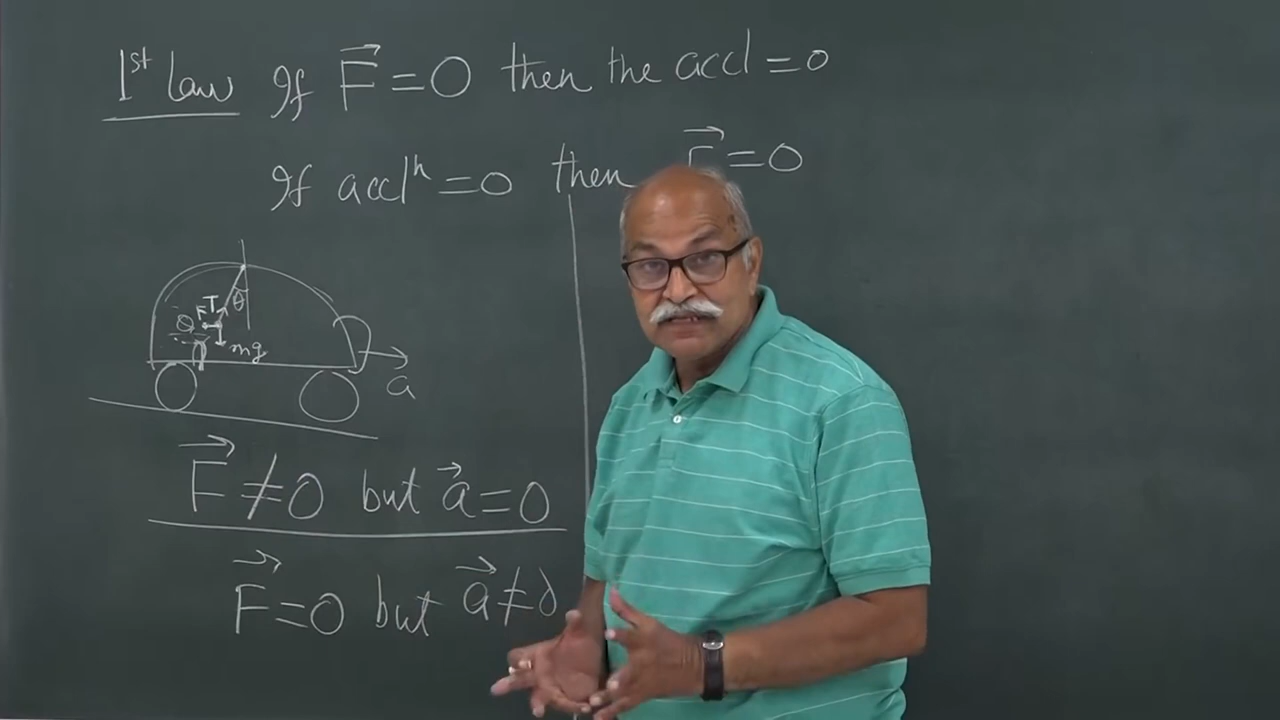 1st Law If F⃗ = 0 then the accl = 0
If acclⁿ = 0 then F⃗ = 0
θ
T
F
mg
a
F⃗ ≠ 0 but a⃗ = 0
F⃗ = 0 but a⃗ ≠ 0